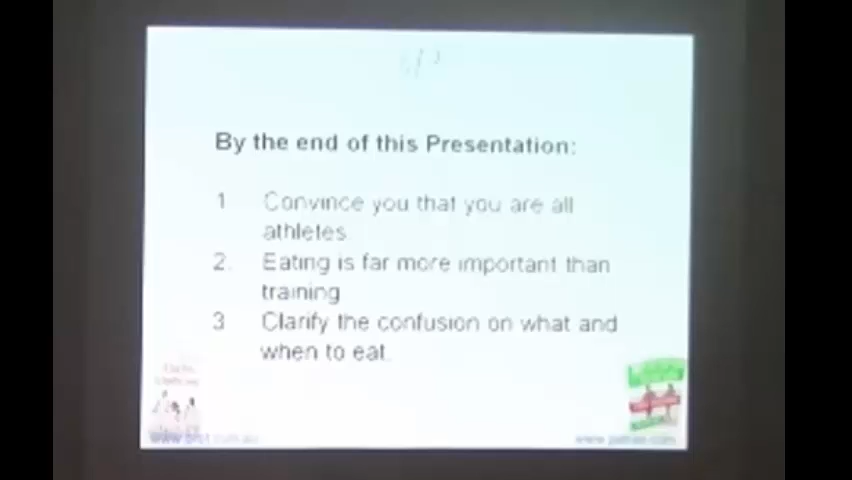 By the end of this Presentation:
1 Convince you that you are all
athletes
2. Eating is far more important than
training
3 Clarify the confusion on what and
when to eat.